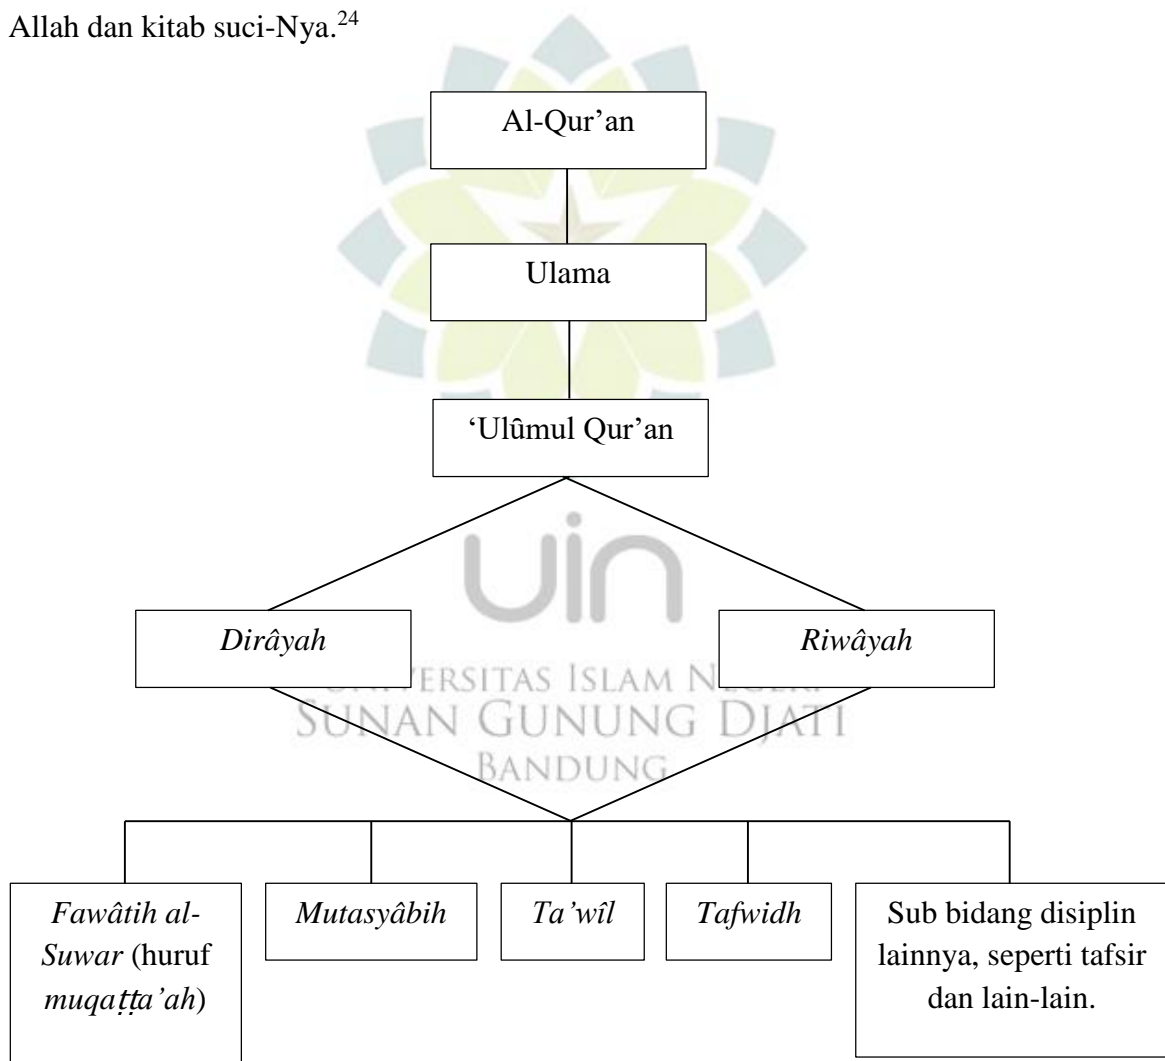 Allah dan kitab suci-Nya.24
Al-Qur’an
Ulama
‘Ulûmul Qur’an
uin
Dirâyah
Riwâyah
UNIVERSITAS ISLAM NEGERI
SUNAN GUNUNG DJATI
BANDUNG
Fawâtih al-
Suwar (huruf
muqaṭṭa’ah)
Mutasyâbih
Ta’wîl
Tafwidh
Sub bidang disiplin
lainnya, seperti tafsir
dan lain-lain.